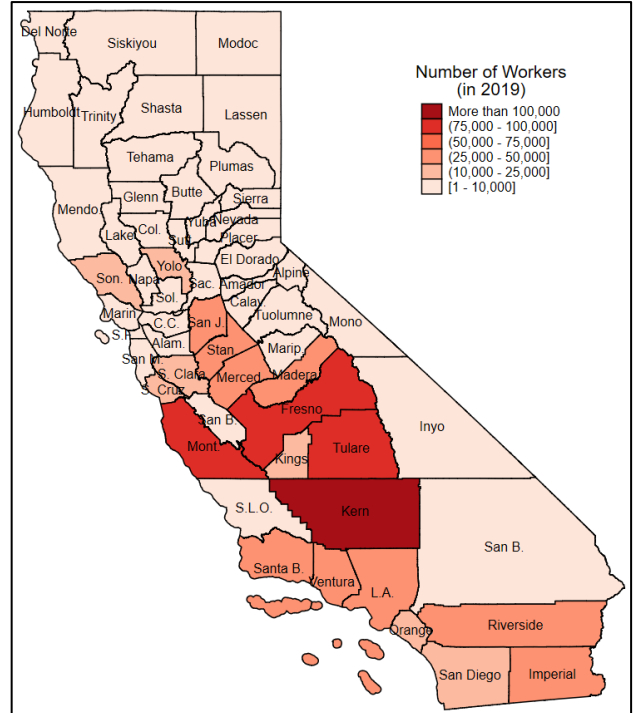 Del Norte
Siskiyou
Modoc
Number of Workers
(in 2019)
More than 100,000
(75,000 - 100,000]
(50,000 - 75,000]
(25,000 - 50,000]
(10,000 - 25,000]
[1 - 10,000]
Humboldt
Trinity
Shasta
Lassen
Tehama
Plumas
Glenn
Butte
Sierra
Mendo
Lake
Col.
Sutt
Yuba
Nevada
Placer
El Dorado
Son.
Napa
Yolo
Sac.
Amador
Alpine
Sol.
Calav
Marin
C.C.
San J.
Tuolumne
Mono
S.F
Alam.
Stan.
Marip.
San M.
S. Clara
Merced
Madera
S. Cruz
San B.
Fresno
Inyo
Mont.
Kings
Tulare
S.L.O.
Kern
San B.
Santa B.
Ventura
L.A.
Orange
Riverside
San Diego
Imperial